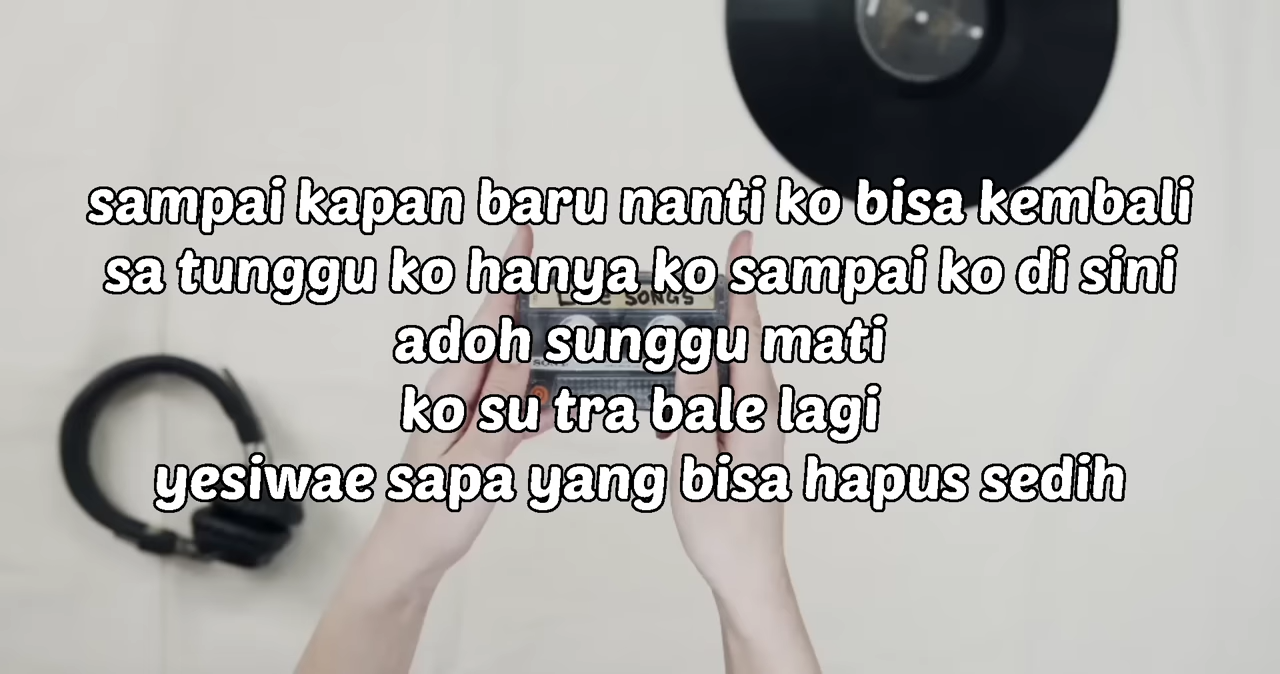 sampai kapan baru nanti ko bisa kembali
sa tunggu ko hanya ko sampai ko di sini
SONGS
adoh sunggu mati
ko su tra bale lagi
yesiwae sapa yang bisa hapus sedih